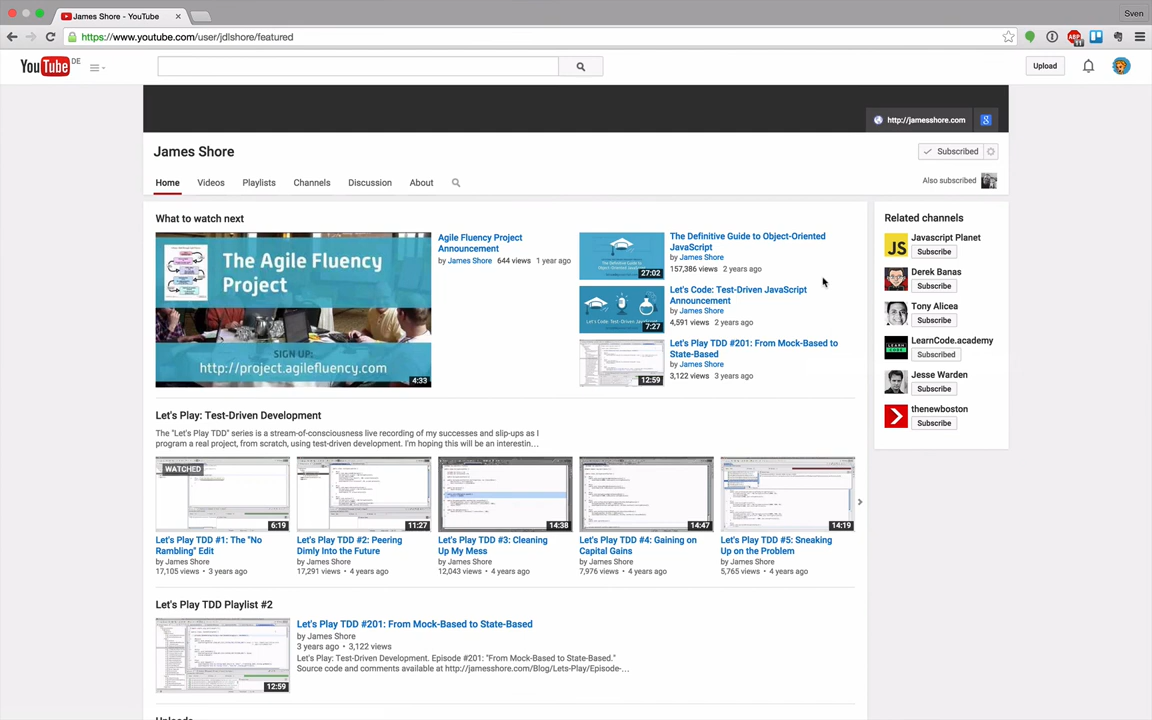 James Shore - YouTube
Sven
https://www.youtube.com/user/jdlshore/featured
YouTube DE
Upload
http://jamesshore.com
James Shore
Subscribed
Home Videos Playlists Channels Discussion About
Also subscribed
What to watch next
The Agile Fluency
Project
SIGN UP:
http://project.agilefluency.com
4:33
Agile Fluency Project
Announcement
by James Shore 644 views 1 year ago
27:02
The Definitive Guide to Object-Oriented
JavaScript
by James Shore
157,386 views 2 years ago
7:27
Let's Code: Test-Driven JavaScript
Announcement
by James Shore
4,591 views 2 years ago
12:59
Let's Play TDD #201: From Mock-Based to
State-Based
by James Shore
3,122 views 3 years ago
Related channels
JS
Javascript Planet
Subscribe
Derek Banas
Subscribe
Tony Alicea
Subscribe
LEARN
CODE
LearnCode.academy
Subscribed
Jesse Warden
Subscribe
thenewboston
Subscribe
Let's Play: Test-Driven Development
The "Let's Play TDD" series is a stream-of-consciousness live recording of my successes and slip-ups as I
program a real project, from scratch, using test-driven development. I'm hoping this will be an interestin...
WATCHED
6:19
11:27
14:38
14:47
14:19
Let's Play TDD #1: The "No
Rambling" Edit
by James Shore
17,105 views • 3 years ago
Let's Play TDD #2: Peering
Dimly Into the Future
by James Shore
17,291 views • 4 years ago
Let's Play TDD #3: Cleaning
Up My Mess
by James Shore
12,043 views • 4 years ago
Let's Play TDD #4: Gaining on
Capital Gains
by James Shore
7,976 views • 4 years ago
Let's Play TDD #5: Sneaking
Up on the Problem
by James Shore
5,765 views • 4 years ago
Let's Play TDD Playlist #2
12:59
Let's Play TDD #201: From Mock-Based to State-Based
by James Shore
3 years ago • 3,122 views
Let's Play: Test-Driven Development. Episode #201: "From Mock-Based to State-Based."
Source code and comments available at http://jamesshore.com/Blog/Lets-Play/Episode-...
Uploads